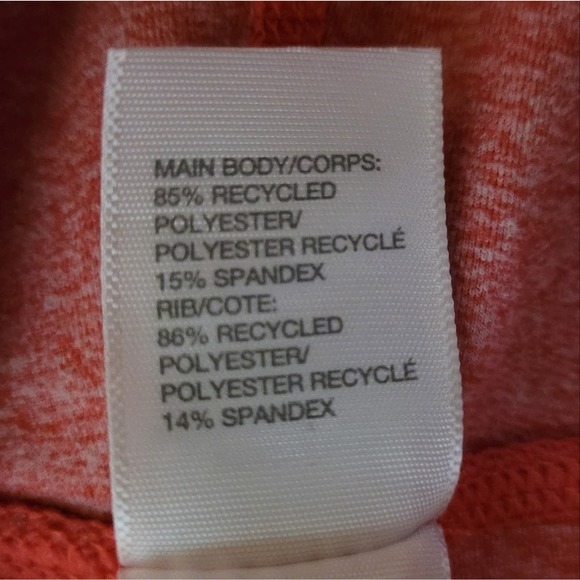 MAIN BODY/CORPS:
85% RECYCLED
POLYESTER/
POLYESTER RECYCLÉ
15% SPANDEX
RIB/COTE:
86% RECYCLED
POLYESTER/
POLYESTER RECYCLÉ
14% SPANDEX